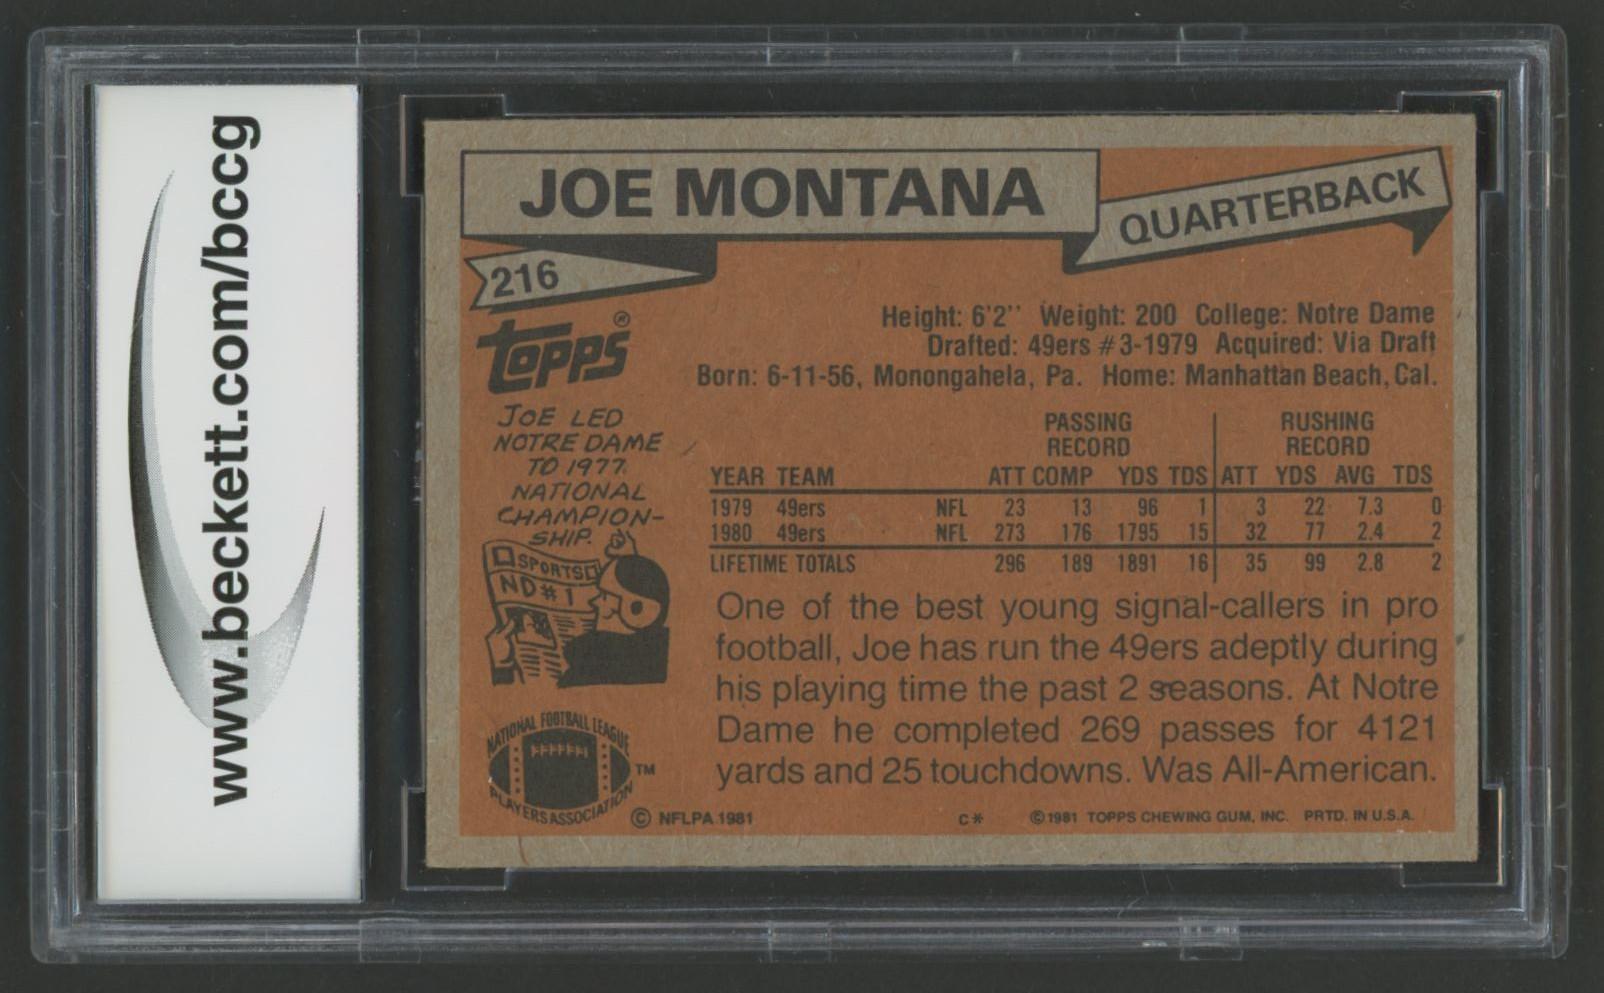 www.beckett.com/bccg
JOE MONTANA
QUARTERBACK
216
TOPPS®
Height: 6'2'' Weight: 200 College: Notre Dame
Drafted: 49ers #3-1979 Acquired: Via Draft
Born: 6-11-56, Monongahela, Pa. Home: Manhattan Beach, Cal.
JOE LED
NOTRE DAME
TO 1977
NATIONAL
CHAMPION-
SHIP.
SPORTS
ND#1
PASSING RUSHING
RECORD RECORD
YEAR TEAM ATT COMP YDS TDS ATT YDS AVG TDS
1979 49ers NFL 23 13 96 1 3 22 7.3 0
1980 49ers NFL 273 176 1795 15 32 77 2.4 2
LIFETIME TOTALS 296 189 1891 16 35 99 2.8 2
One of the best young signal-callers in pro
football, Joe has run the 49ers adeptly during
his playing time the past 2 seasons. At Notre
Dame he completed 269 passes for 4121
yards and 25 touchdowns. Was All-American.
NATIONAL FOOTBALL LEAGUE
PLAYERS ASSOCIATION
TM
© NFLPA 1981 C* ©1981 TOPPS CHEWING GUM, INC. PRTD. IN U.S.A.